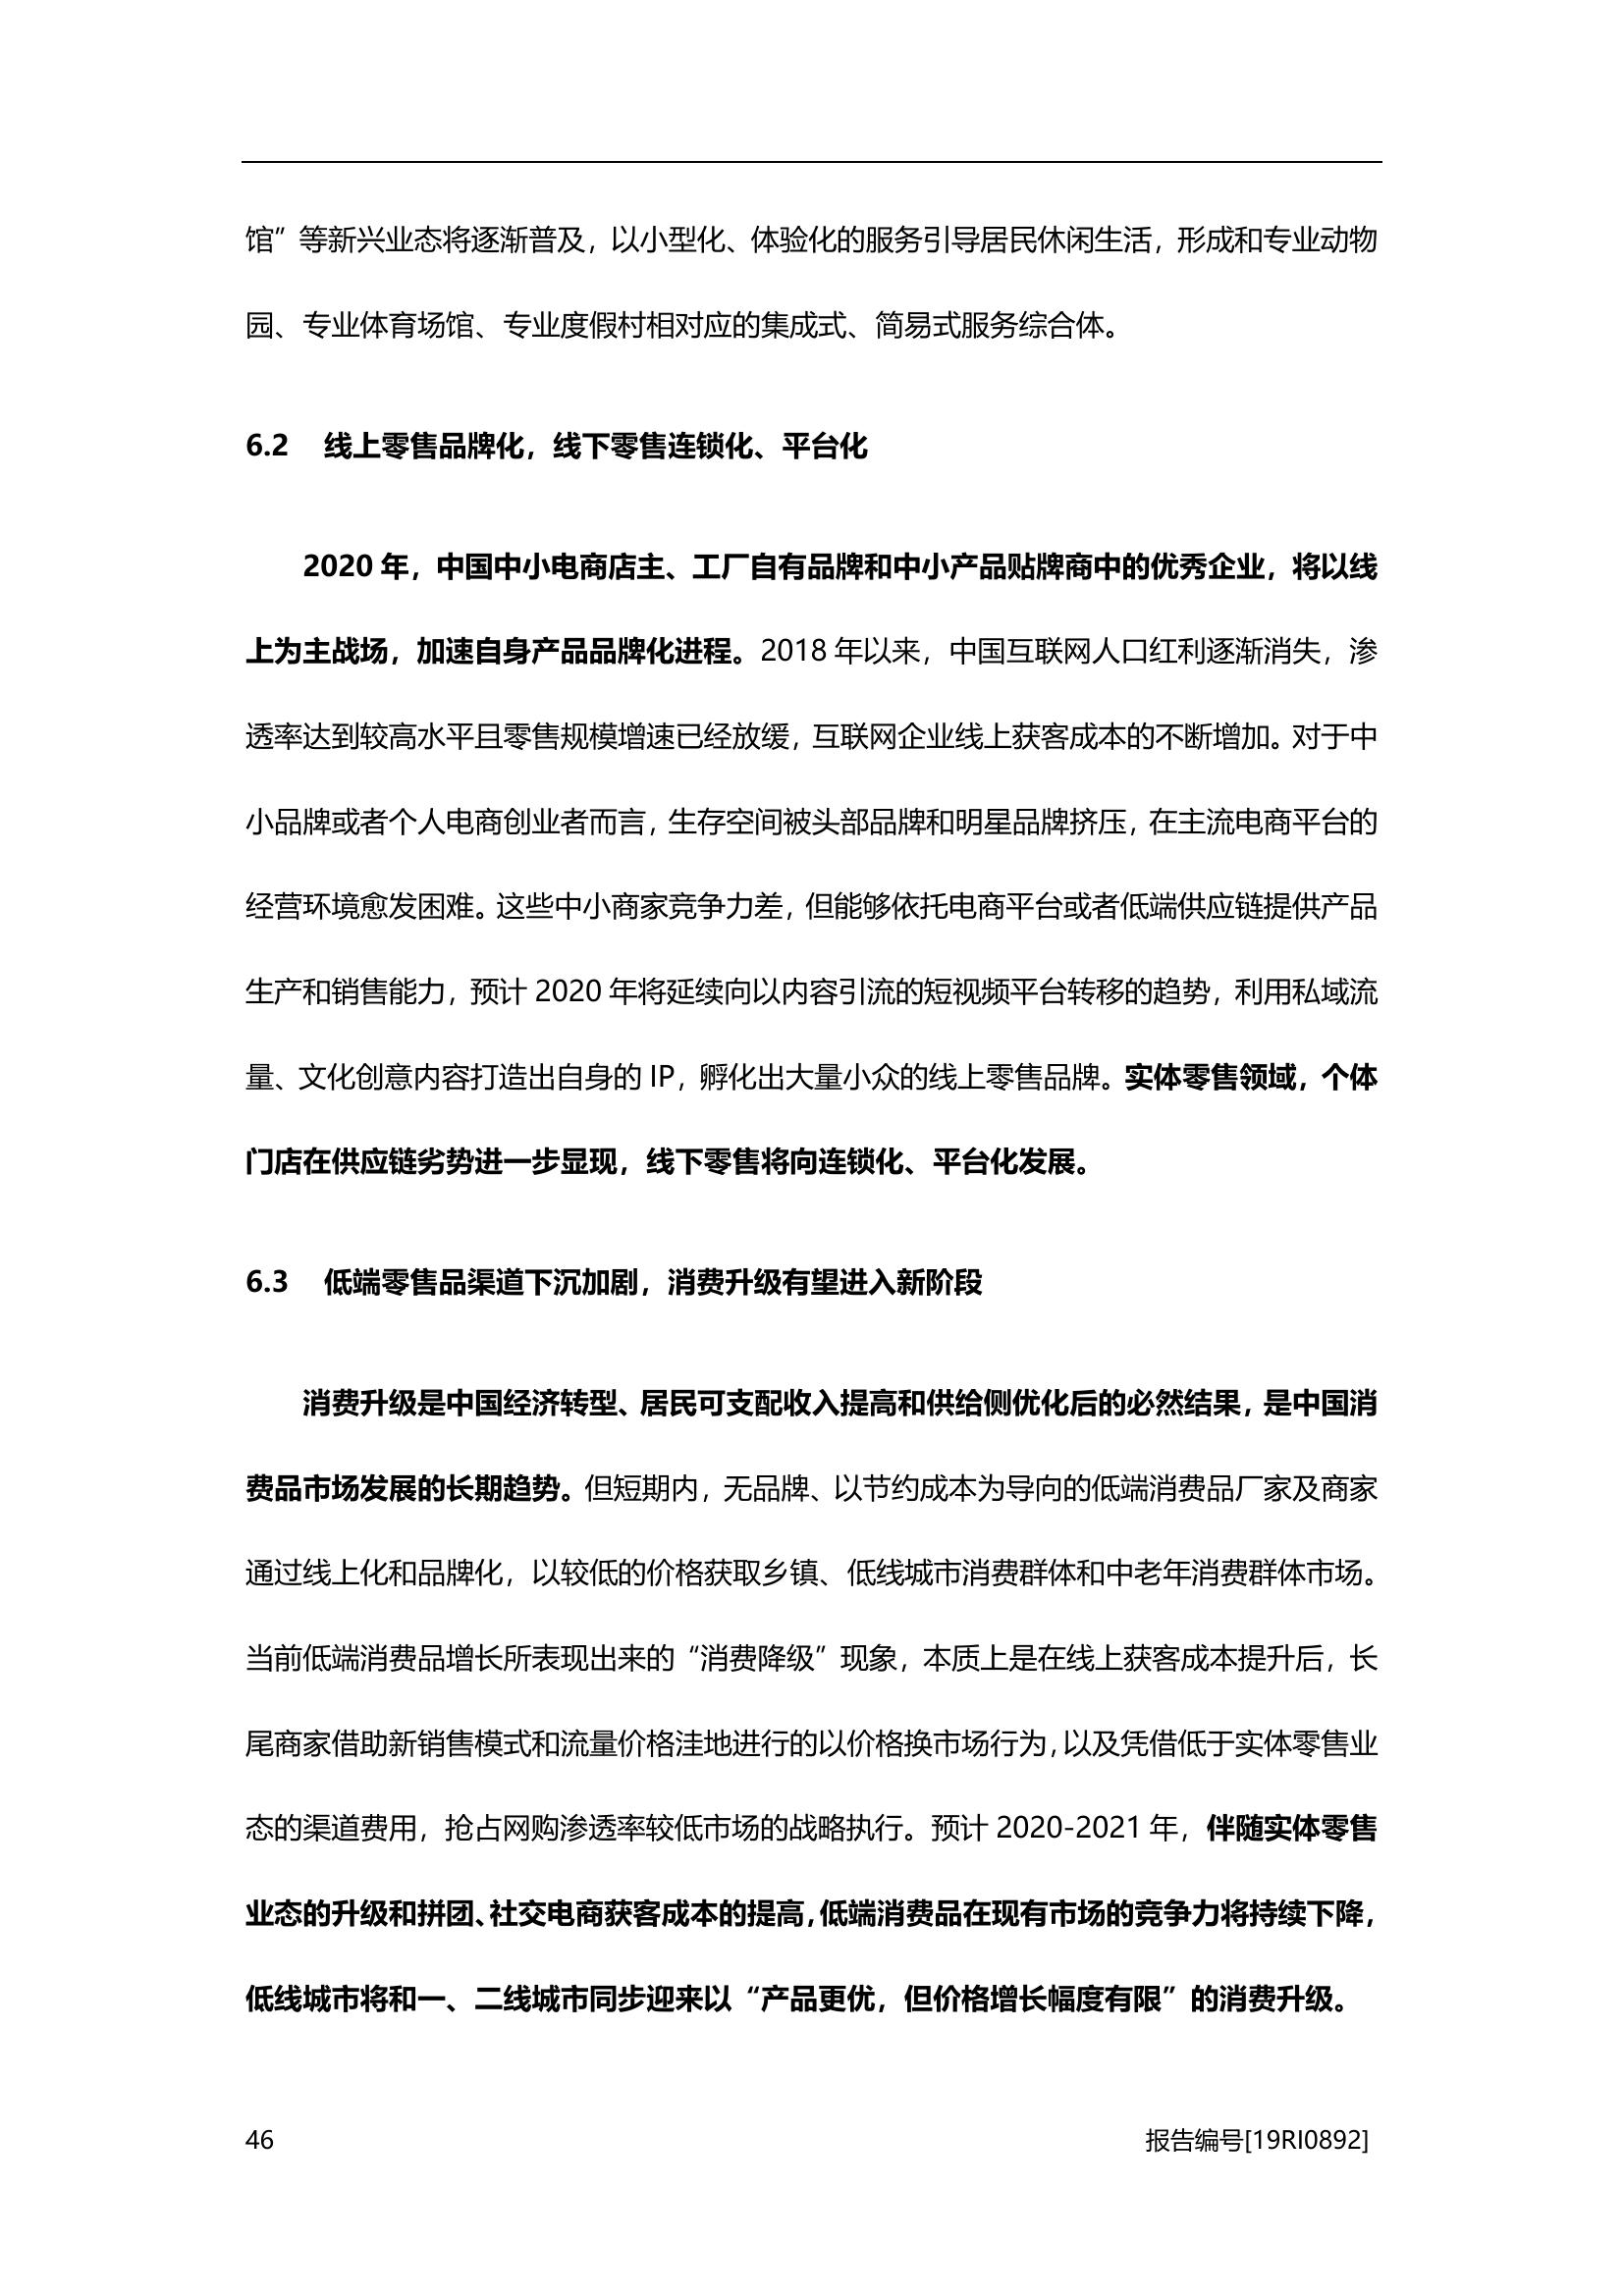 馆”等新兴业态将逐渐普及，以小型化、体验化的服务引导居民休闲生活，形成和专业动物
园、专业体育场馆、专业度假村相对应的集成式、简易式服务综合体。
6.2 线上零售品牌化，线下零售连锁化、平台化
2020 年，中国中小电商店主、工厂自有品牌和中小产品贴牌商中的优秀企业，将以线
上为主战场，加速自身产品品牌化进程。2018 年以来，中国互联网人口红利逐渐消失，渗
透率达到较高水平且零售规模增速已经放缓，互联网企业线上获客成本的不断增加。对于中
小品牌或者个人电商创业者而言，生存空间被头部品牌和明星品牌挤压，在主流电商平台的
经营环境愈发困难。这些中小商家竞争力差，但能够依托电商平台或者低端供应链提供产品
生产和销售能力，预计 2020 年将延续向以内容引流的短视频平台转移的趋势，利用私域流
量、文化创意内容打造出自身的 IP，孵化出大量小众的线上零售品牌。实体零售领域，个体
门店在供应链劣势进一步显现，线下零售将向连锁化、平台化发展。
6.3 低端零售品渠道下沉加剧，消费升级有望进入新阶段
消费升级是中国经济转型、居民可支配收入提高和供给侧优化后的必然结果，是中国消
费品市场发展的长期趋势。但短期内，无品牌、以节约成本为导向的低端消费品厂家及商家
通过线上化和品牌化，以较低的价格获取乡镇、低线城市消费群体和中老年消费群体市场。
当前低端消费品增长所表现出来的“消费降级”现象，本质上是在线上获客成本提升后，长
尾商家借助新销售模式和流量价格洼地进行的以价格换市场行为，以及凭借低于实体零售业
态的渠道费用，抢占网购渗透率较低市场的战略执行。预计 2020-2021 年，伴随实体零售
业态的升级和拼团、社交电商获客成本的提高，低端消费品在现有市场的竞争力将持续下降，
低线城市将和一、二线城市同步迎来以“产品更优，但价格增长幅度有限”的消费升级。
46 报告编号[19RI0892]